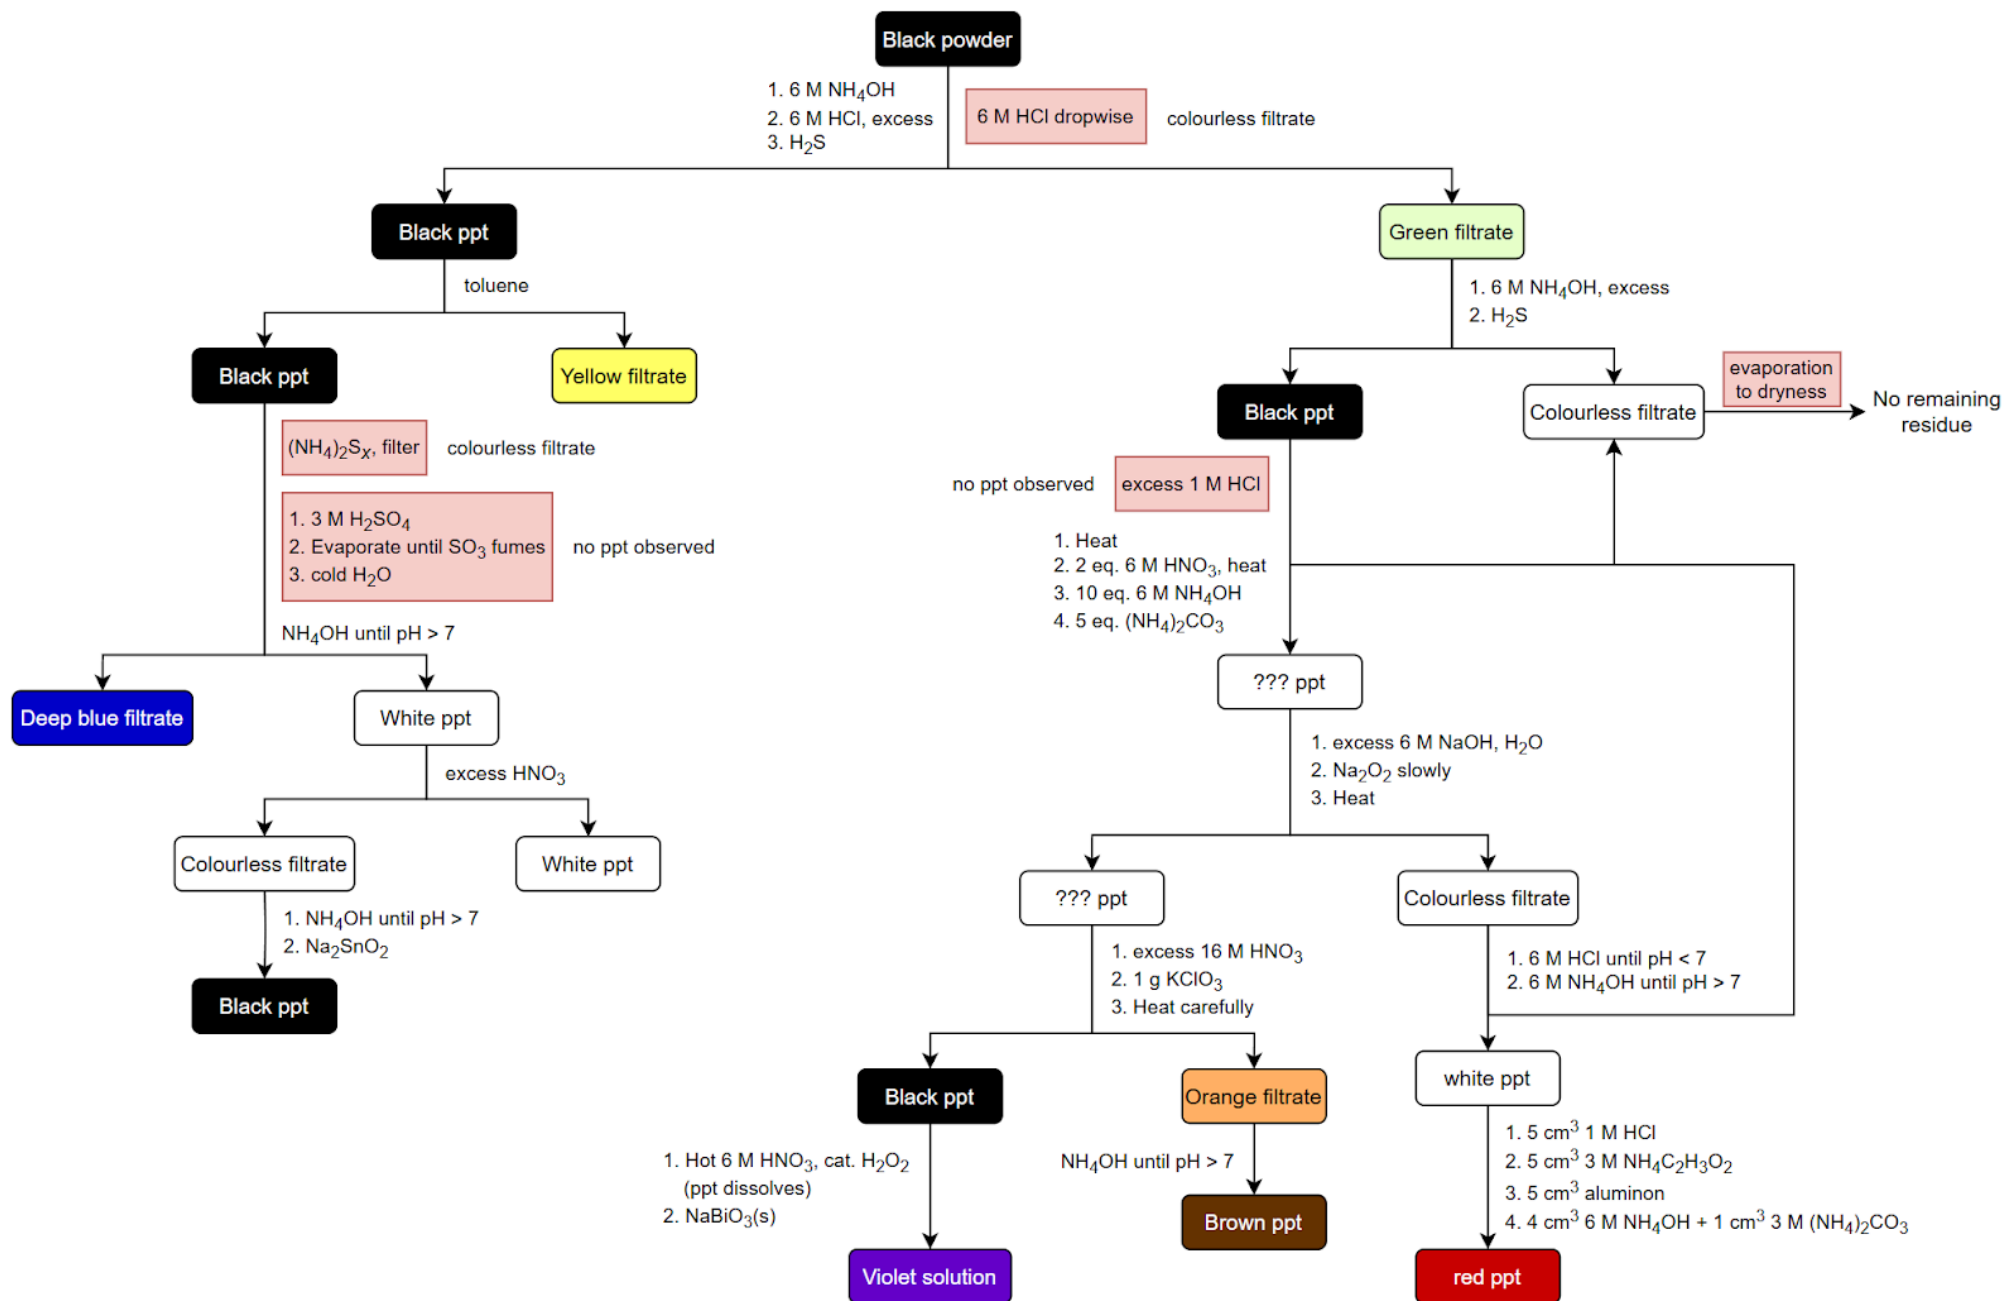 Black powder
1. 6 M NH₄OH
2. 6 M HCl, excess
3. H₂S
6 M HCl dropwise
colourless filtrate
Black ppt
Green filtrate
toluene
1. 6 M NH₄OH, excess
2. H₂S
Black ppt
Yellow filtrate
Black ppt
Colourless filtrate
evaporation
to dryness
No remaining
residue
(NH₄)₂Sₓ, filter
colourless filtrate
no ppt observed
excess 1 M HCl
1. 3 M H₂SO₄
2. Evaporate until SO₃ fumes
3. cold H₂O
no ppt observed
1. Heat
2. 2 eq. 6 M HNO₃, heat
3. 10 eq. 6 M NH₄OH
4. 5 eq. (NH₄)₂CO₃
NH₄OH until pH > 7
??? ppt
Deep blue filtrate
White ppt
1. excess 6 M NaOH, H₂O
2. Na₂O₂ slowly
3. Heat
excess HNO₃
Colourless filtrate
White ppt
??? ppt
Colourless filtrate
1. NH₄OH until pH > 7
2. Na₂SnO₂
1. excess 16 M HNO₃
2. 1 g KClO₃
3. Heat carefully
1. 6 M HCl until pH < 7
2. 6 M NH₄OH until pH > 7
Black ppt
Black ppt
Orange filtrate
white ppt
1. Hot 6 M HNO₃, cat. H₂O₂
(ppt dissolves)
2. NaBiO₃(s)
NH₄OH until pH > 7
1. 5 cm³ 1 M HCl
2. 5 cm³ 3 M NH₄C₂H₃O₂
3. 5 cm³ aluminon
4. 4 cm³ 6 M NH₄OH + 1 cm³ 3 M (NH₄)₂CO₃
Brown ppt
Violet solution
red ppt